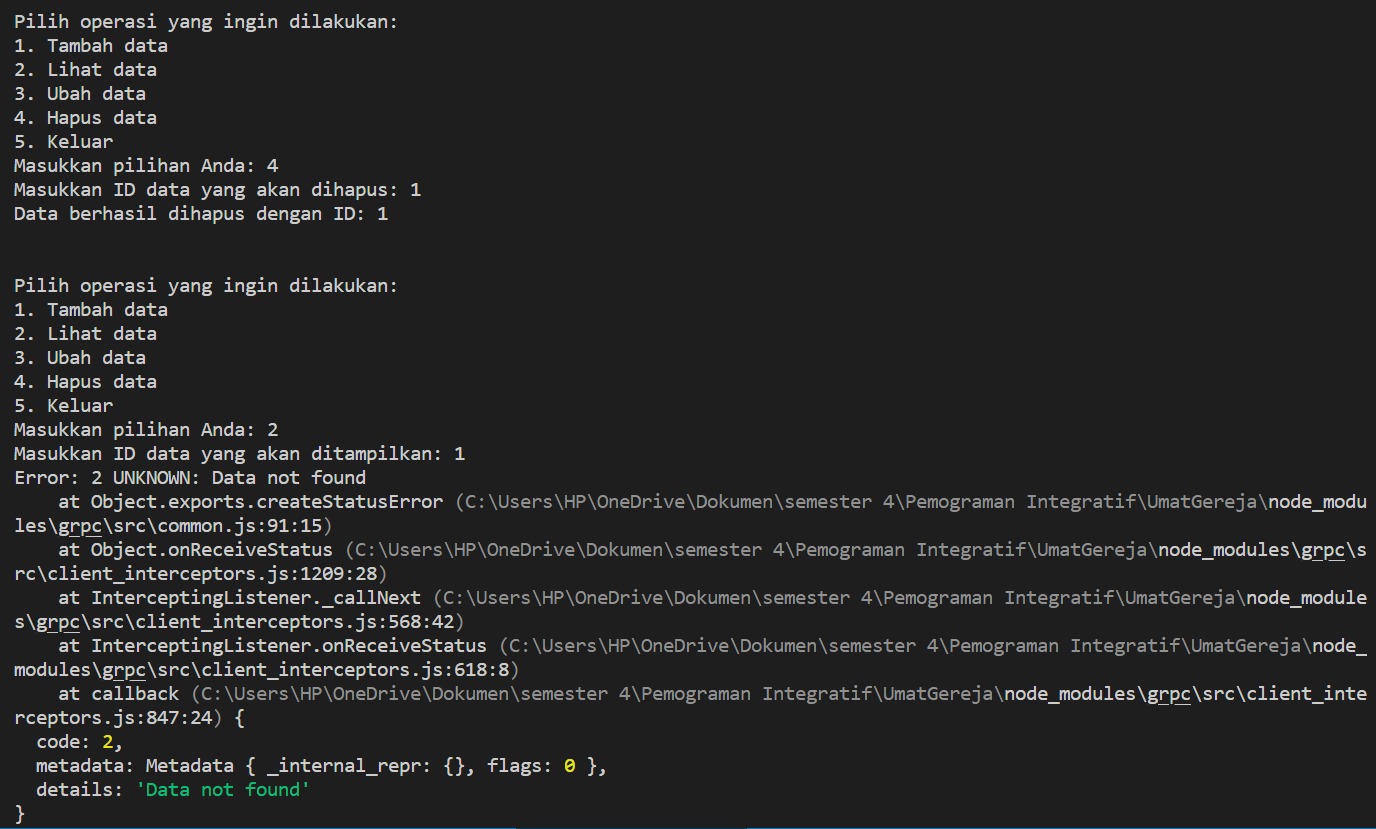 Pilih operasi yang ingin dilakukan:
1. Tambah data
2. Lihat data
3. Ubah data
4. Hapus data
5. Keluar
Masukkan pilihan Anda: 4
Masukkan ID data yang akan dihapus: 1
Data berhasil dihapus dengan ID: 1
Pilih operasi yang ingin dilakukan:
1. Tambah data
2. Lihat data
3. Ubah data
4. Hapus data
5. Keluar
Masukkan pilihan Anda: 2
Masukkan ID data yang akan ditampilkan: 1
Error: 2 UNKNOWN: Data not found
    at Object.exports.createStatusError (C:\Users\HP\OneDrive\Dokumen\semester 4\Pemograman Integratif\UmatGereja\node_modu
les\grpc\src\common.js:91:15)
    at Object.onReceiveStatus (C:\Users\HP\OneDrive\Dokumen\semester 4\Pemograman Integratif\UmatGereja\node_modules\grpc\s
rc\client_interceptors.js:1209:28)
    at InterceptingListener._callNext (C:\Users\HP\OneDrive\Dokumen\semester 4\Pemograman Integratif\UmatGereja\node_module
s\grpc\src\client_interceptors.js:568:42)
    at InterceptingListener.onReceiveStatus (C:\Users\HP\OneDrive\Dokumen\semester 4\Pemograman Integratif\UmatGereja\node_
modules\grpc\src\client_interceptors.js:618:8)
    at callback (C:\Users\HP\OneDrive\Dokumen\semester 4\Pemograman Integratif\UmatGereja\node_modules\grpc\src\client_inte
rceptors.js:847:24) {
  code: 2,
  metadata: Metadata { _internal_repr: {}, flags: 0 },
  details: 'Data not found'
}